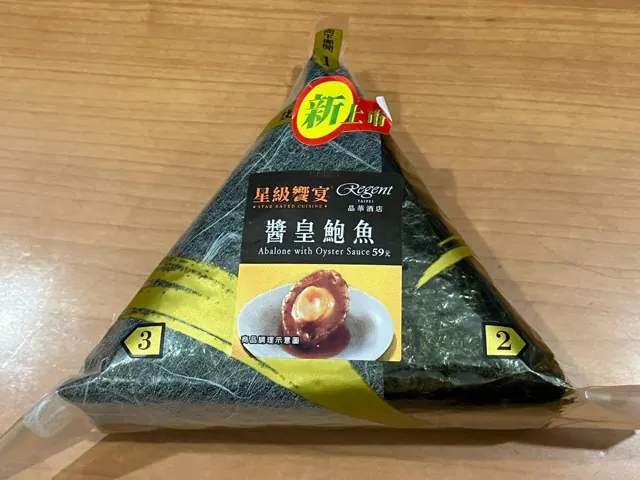 1
新上市
星級饗宴
STAR RATED CUISINE
Regent
TAIPEI
晶華酒店
醬皇鮑魚
Abalone with Oyster Sauce 59元
商品調理示意圖
3
2